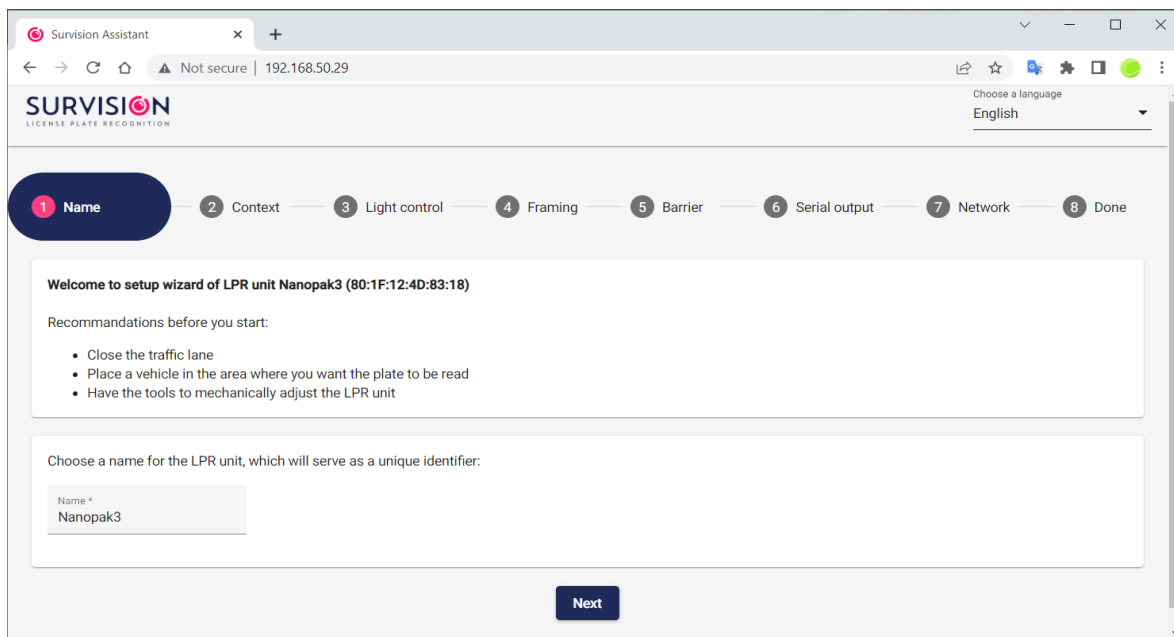 Survision Assistant
Not secure | 192.168.50.29
SURVISION
LICENSE PLATE RECOGNITION
Choose a language
English
1 Name
2 Context
3 Light control
4 Framing
5 Barrier
6 Serial output
7 Network
8 Done
Welcome to setup wizard of LPR unit Nanopak3 (80:1F:12:4D:83:18)
Recommandations before you start:
• Close the traffic lane
• Place a vehicle in the area where you want the plate to be read
• Have the tools to mechanically adjust the LPR unit
Choose a name for the LPR unit, which will serve as a unique identifier:
Name *
Nanopak3
Next